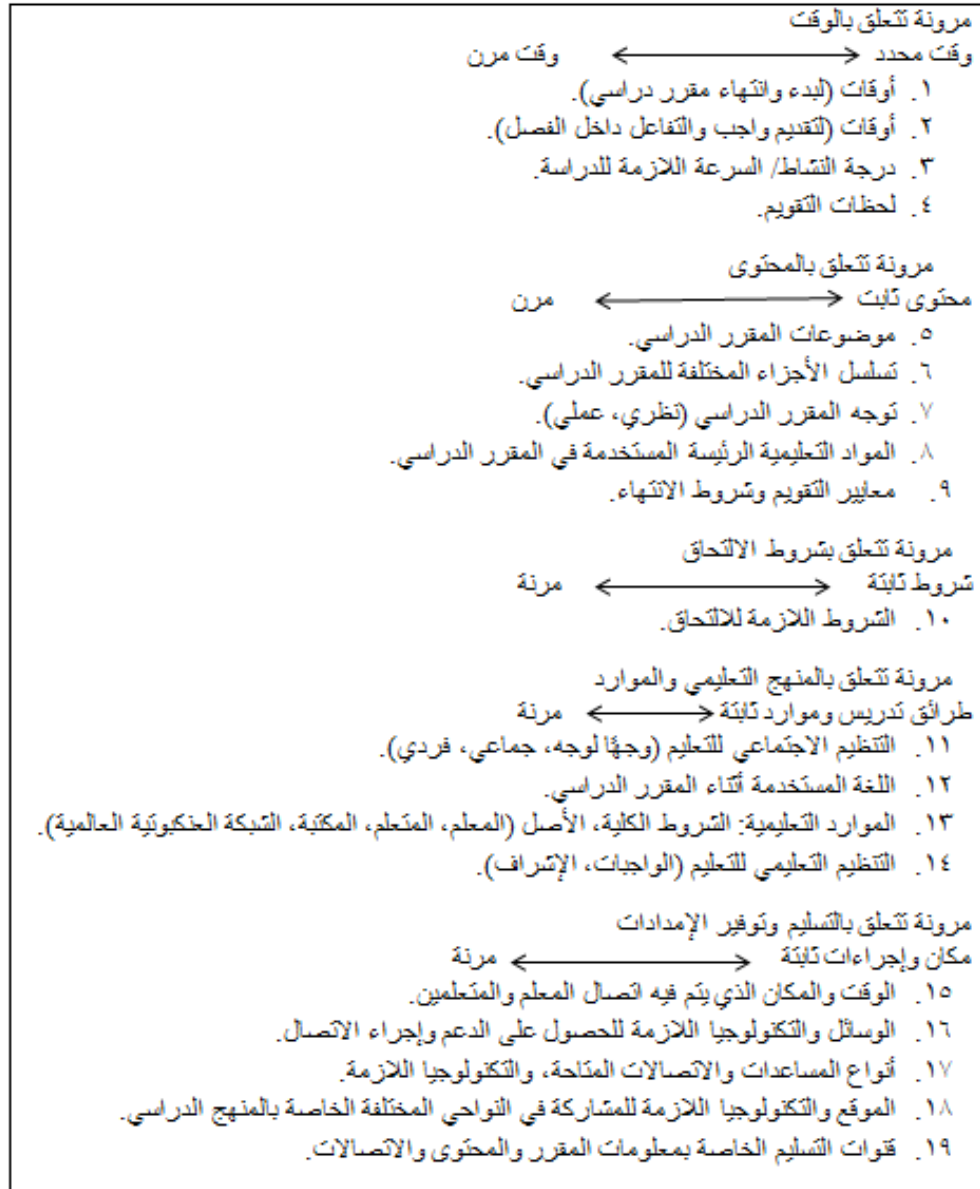 مرونة تتعلق بالوقت
وقت محدد ⟷ وقت مرن
١. أوقات (لبدء وانتهاء مقرر دراسي).
٢. أوقات (لتقديم واجب والتفاعل داخل الفصل).
٣. درجة النشاط/ السرعة اللازمة للدراسة.
٤. لحظات التقويم.
مرونة تتعلق بالمحتوى
محتوى ثابت ⟷ مرن
٥. موضوعات المقرر الدراسي.
٦. تسلسل الأجزاء المختلفة للمقرر الدراسي.
٧. توجه المقرر الدراسي (نظري، عملي).
٨. المواد التعليمية الرئيسة المستخدمة في المقرر الدراسي.
٩. معايير التقويم وشروط الانتهاء.
مرونة تتعلق بشروط الالتحاق
شروط ثابتة ⟷ مرنة
١٠. الشروط اللازمة للالتحاق.
مرونة تتعلق بالمنهج التعليمي والموارد
طرائق تدريس وموارد ثابتة ⟷ مرنة
١١. التنظيم الاجتماعي للتعليم (وجهًا لوجه، جماعي، فردي).
١٢. اللغة المستخدمة أثناء المقرر الدراسي.
١٣. الموارد التعليمية: الشروط الكلية، الأصل (المعلم، المتعلم، المكتبة، الشبكة العنكبوتية العالمية).
١٤. التنظيم التعليمي للتعليم (الواجبات، الإشراف).
مرونة تتعلق بالتسليم وتوفير الإمدادات
مكان وإجراءات ثابتة ⟷ مرنة
١٥. الوقت والمكان الذي يتم فيه اتصال المعلم والمتعلمين.
١٦. الوسائل والتكنولوجيا اللازمة للحصول على الدعم وإجراء الاتصال.
١٧. أنواع المساعدات والاتصالات المتاحة، والتكنولوجيا اللازمة.
١٨. الموقع والتكنولوجيا اللازمة للمشاركة في النواحي المختلفة الخاصة بالمنهج الدراسي.
١٩. قنوات التسليم الخاصة بمعلومات المقرر والمحتوى والاتصالات.